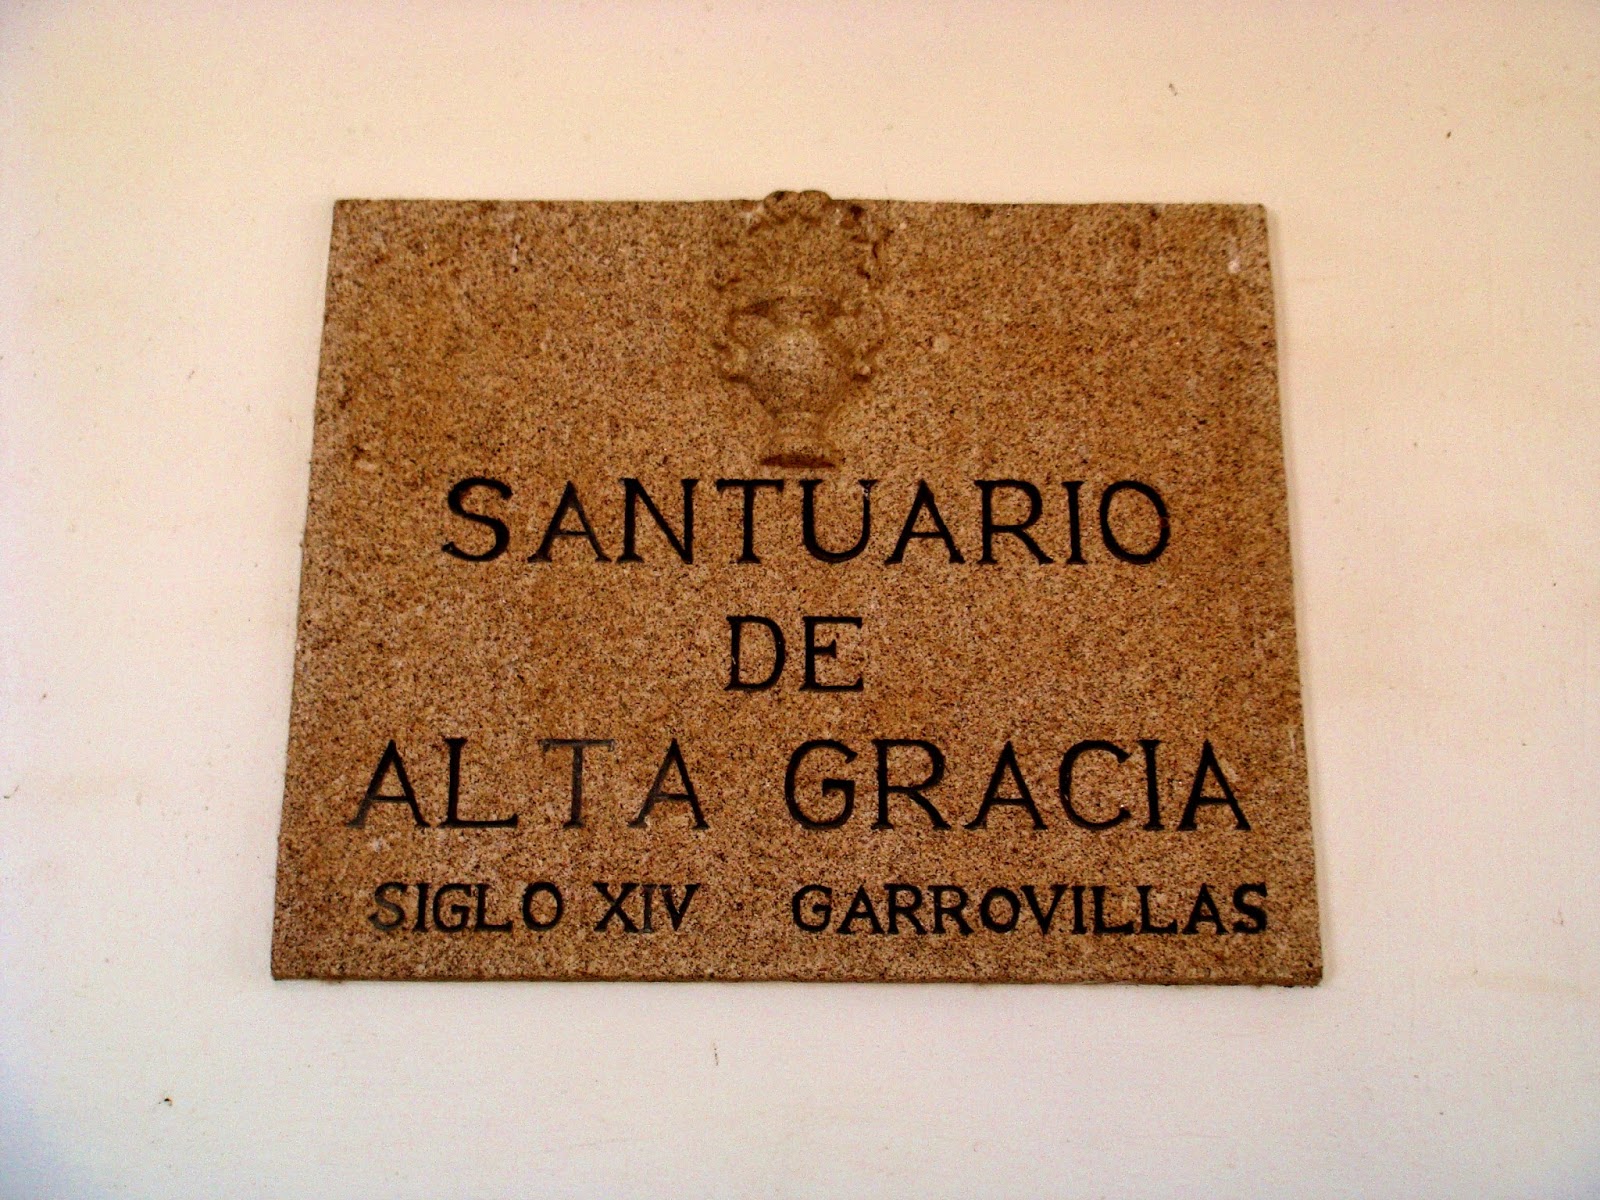 SANTUARIO
DE
ALTA GRACIA
SIGLO XIV GARROVILLAS